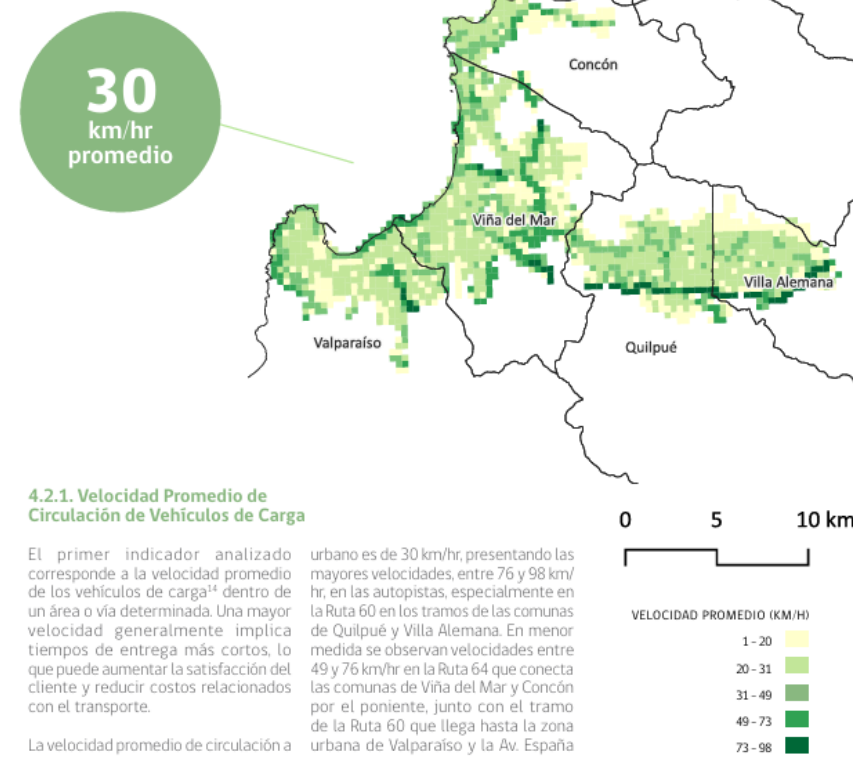 30
km/hr
promedio
Concón
Viña del Mar
Villa Alemana
Valparaíso
Quilpué
4.2.1. Velocidad Promedio de
Circulación de Vehículos de Carga
El primer indicador analizado
corresponde a la velocidad promedio
de los vehículos de carga¹⁴ dentro de
un área o vía determinada. Una mayor
velocidad generalmente implica
tiempos de entrega más cortos, lo
que puede aumentar la satisfacción del
cliente y reducir costos relacionados
con el transporte.
La velocidad promedio de circulación a
urbano es de 30 km/hr, presentando las
mayores velocidades, entre 76 y 98 km/
hr, en las autopistas, especialmente en
la Ruta 60 en los tramos de las comunas
de Quilpué y Villa Alemana. En menor
medida se observan velocidades entre
49 y 76 km/hr en la Ruta 64 que conecta
las comunas de Viña del Mar y Concón
por el poniente, junto con el tramo
de la Ruta 60 que llega hasta la zona
urbana de Valparaíso y la Av. España
0 5 10 km
VELOCIDAD PROMEDIO (KM/H)
1 - 20
20 - 31
31 - 49
49 - 73
73 - 98